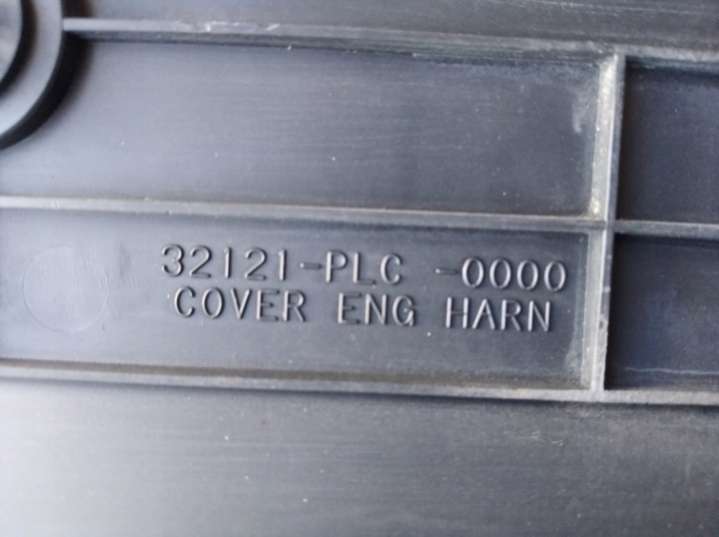 32121-PLC -0000
COVER ENG HARN